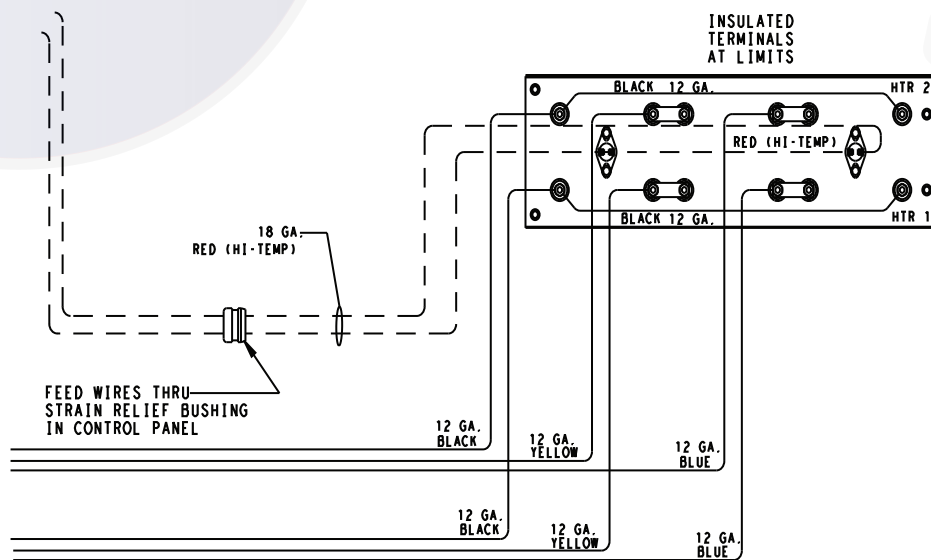 INSULATED
TERMINALS
AT LIMITS
BLACK 12 GA.
HTR 2
RED (HI-TEMP)
BLACK 12 GA.
HTR 1
18 GA.
RED (HI-TEMP)
FEED WIRES THRU
STRAIN RELIEF BUSHING
IN CONTROL PANEL
12 GA.
BLACK
12 GA.
YELLOW
12 GA.
BLUE
12 GA.
BLACK
12 GA.
YELLOW
12 GA.
BLUE